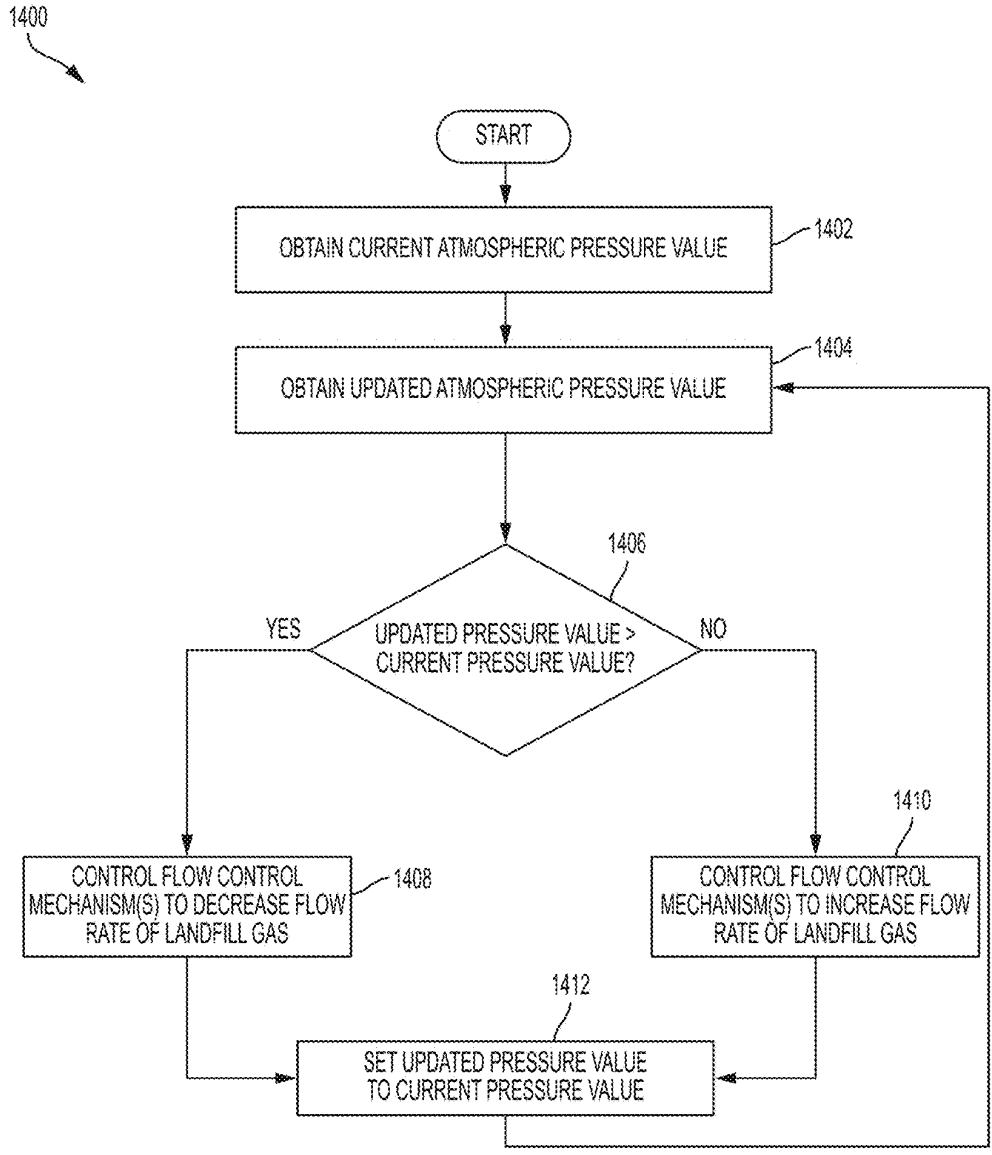 1400
START
OBTAIN CURRENT ATMOSPHERIC PRESSURE VALUE
1402
OBTAIN UPDATED ATMOSPHERIC PRESSURE VALUE
1404
1406
YES
UPDATED PRESSURE VALUE >
CURRENT PRESSURE VALUE?
NO
CONTROL FLOW CONTROL
MECHANISM(S) TO DECREASE FLOW
RATE OF LANDFILL GAS
1408
1410
CONTROL FLOW CONTROL
MECHANISM(S) TO INCREASE FLOW
RATE OF LANDFILL GAS
1412
SET UPDATED PRESSURE VALUE
TO CURRENT PRESSURE VALUE